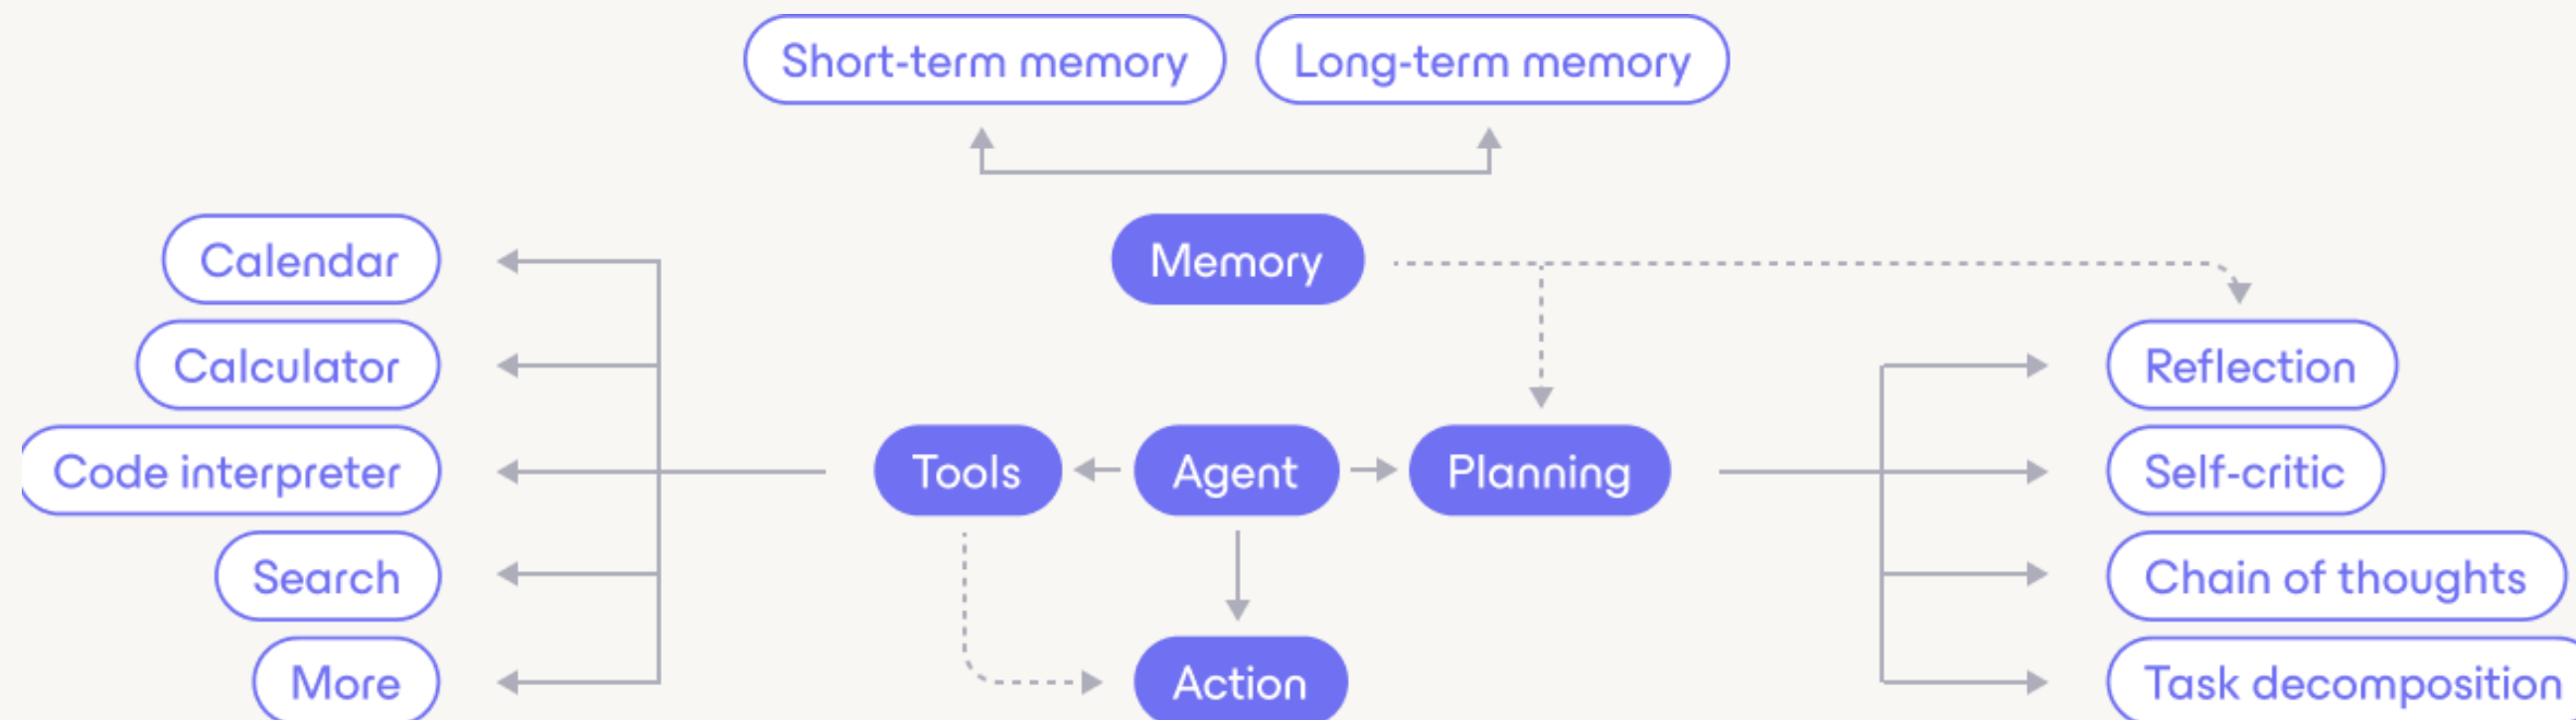 Short-term memory
Long-term memory
Calendar
Memory
Calculator
Reflection
Code interpreter
Tools
Agent
Planning
Self-critic
Search
Chain of thoughts
More
Action
Task decomposition